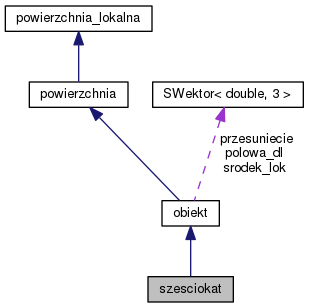 powierzchnia_lokalna
powierzchnia
SWektor< double, 3 >
przesuniecie
polowa_dl
srodek_lok
obiekt
szesciokat